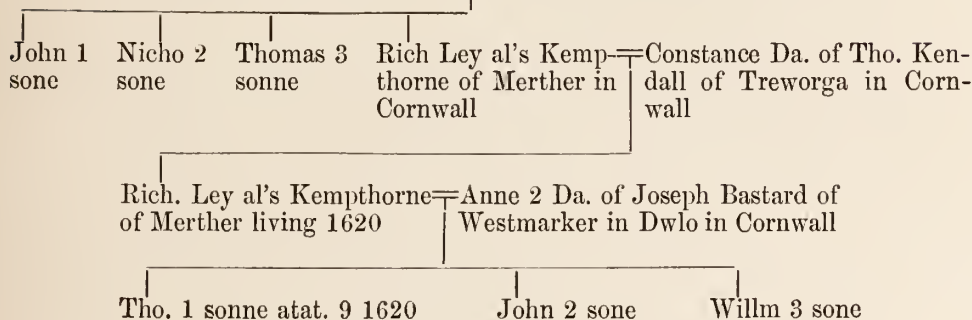 John 1 sone
Nicho 2 sone
Thomas 3 sonne
Rich Ley al's Kemp-
thorne of Merther in
Cornwall
Constance Da. of Tho. Ken-
dall of Treworga in Corn-
wall
Rich. Ley al's Kempthorne
of Merther living 1620
Anne 2 Da. of Joseph Bastard of
Westmarker in Dwlo in Cornwall
Tho. 1 sonne atat. 9 1620
John 2 sone
Willm 3 sone